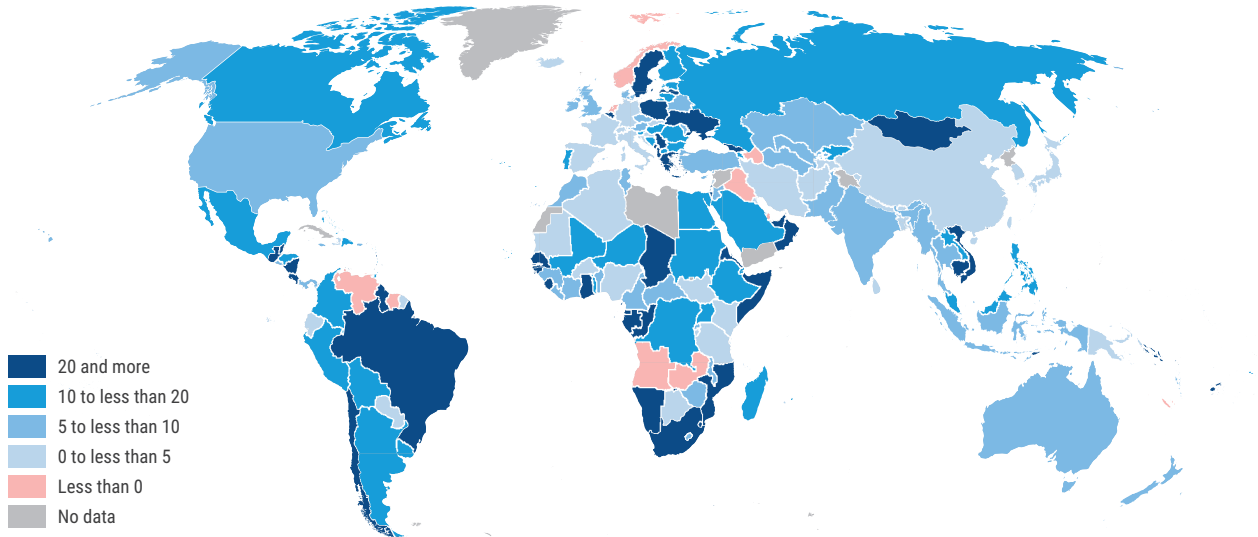 20 and more
10 to less than 20
5 to less than 10
0 to less than 5
Less than 0
No data